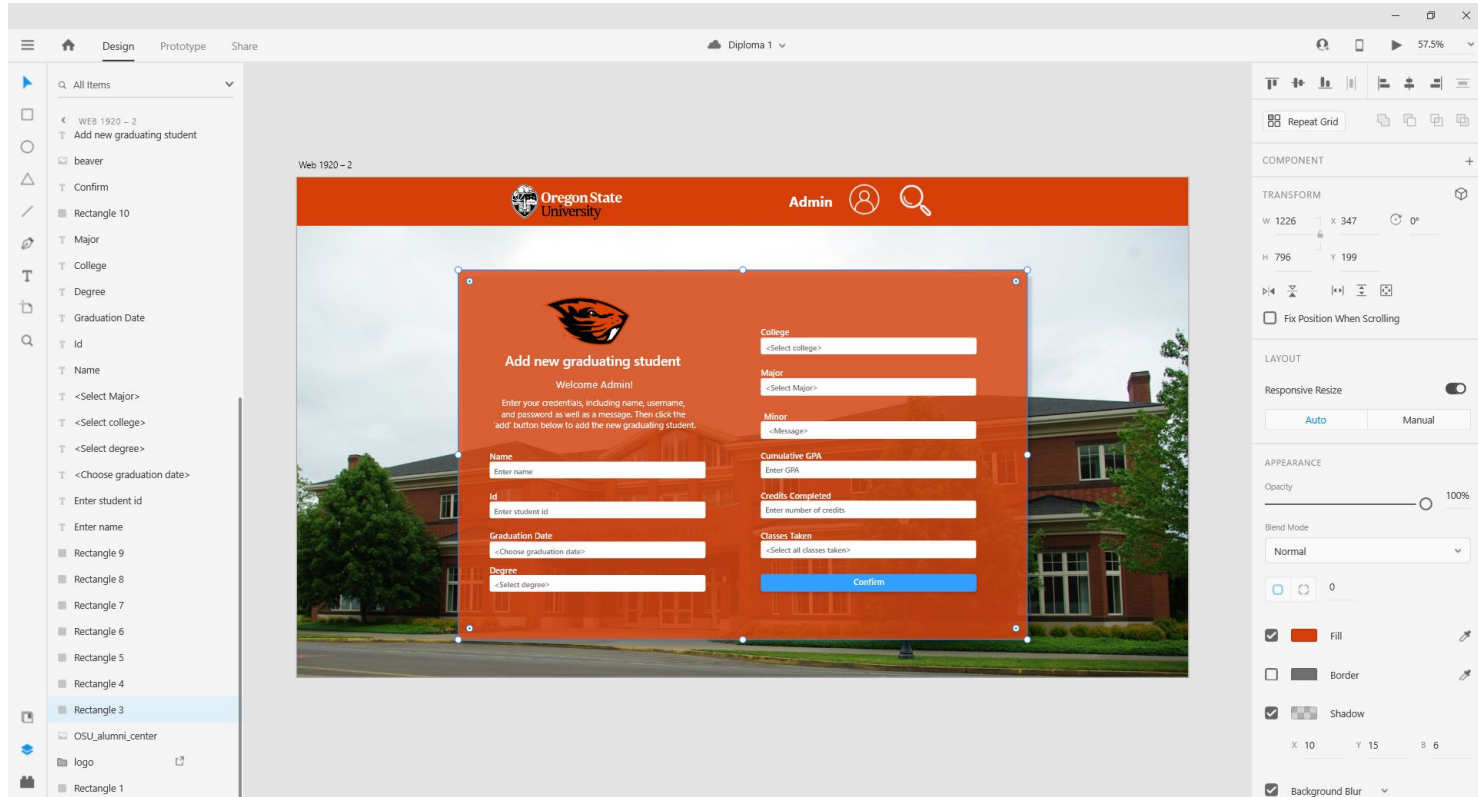 Design Prototype Share
Diploma 1
57.5%
All Items
WEB 1920 – 2
Add new graduating student
beaver
Confirm
Rectangle 10
Major
College
Degree
Graduation Date
Id
Name
<Select Major>
<Select college>
<Select degree>
<Choose graduation date>
Enter student id
Enter name
Rectangle 9
Rectangle 8
Rectangle 7
Rectangle 6
Rectangle 5
Rectangle 4
Rectangle 3
OSU_alumni_center
logo
Rectangle 1
Web 1920 – 2
Oregon State
University
Admin
Add new graduating student
Welcome Admin!
Enter your credentials, including name, username,
and password as well as a message. Then click the
'add' button below to add the new graduating student.
Name
Enter name
Id
Enter student id
Graduation Date
<Choose graduation date>
Degree
<Select degree>
College
<Select college>
Major
<Select Major>
Minor
<Message>
Cumulative GPA
Enter GPA
Credits Completed
Enter number of credits
Classes Taken
<Select all classes taken>
Confirm
Repeat Grid
COMPONENT
TRANSFORM
W 1226 X 347 0°
H 796 Y 199
Fix Position When Scrolling
LAYOUT
Responsive Resize
Auto Manual
APPEARANCE
Opacity
100%
Blend Mode
Normal
0
Fill
Border
Shadow
X 10 Y 15 B 6
Background Blur